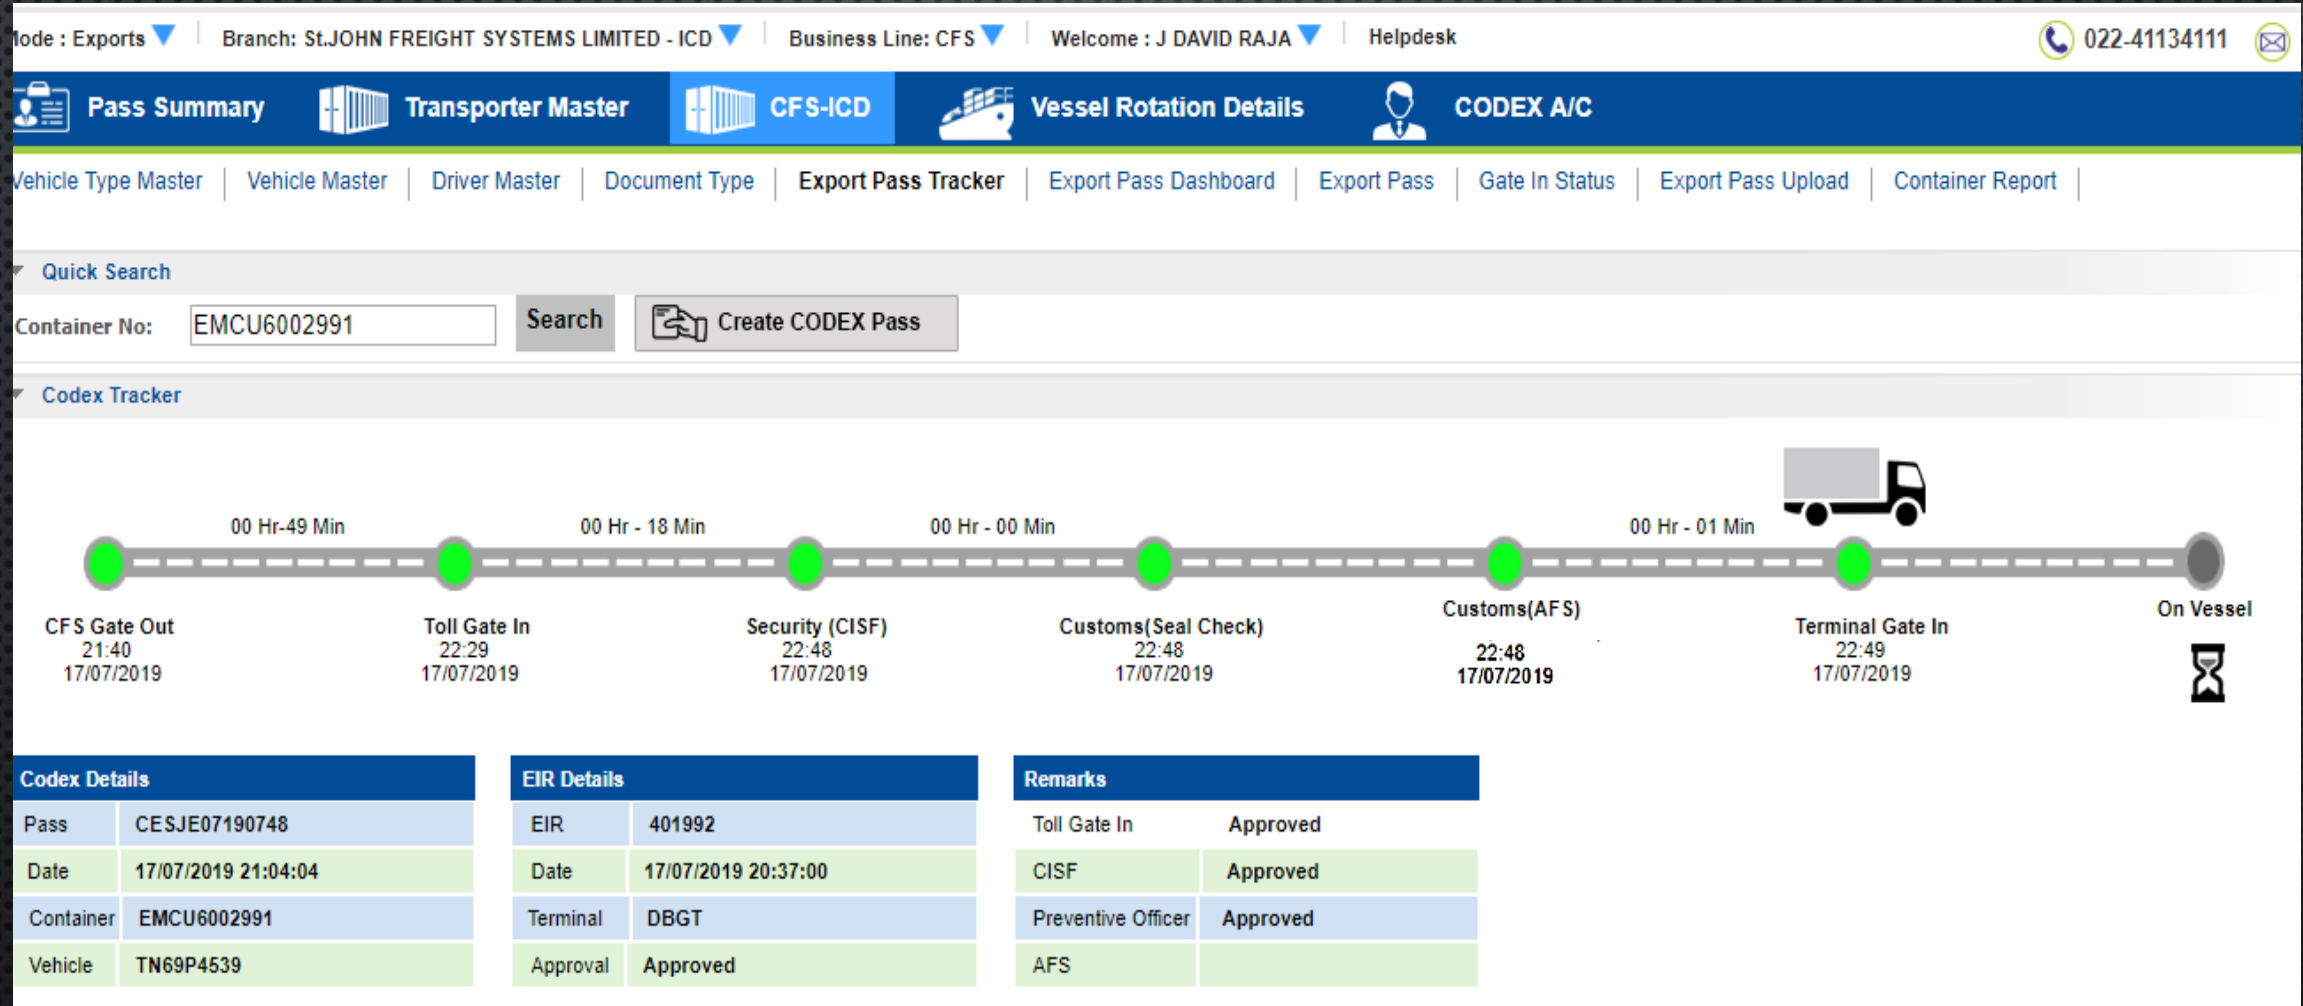 lode : Exports Branch: St.JOHN FREIGHT SYSTEMS LIMITED - ICD Business Line: CFS Welcome : J DAVID RAJA Helpdesk 022-41134111
Pass Summary Transporter Master CFS-ICD Vessel Rotation Details CODEX A/C
Vehicle Type Master Vehicle Master Driver Master Document Type Export Pass Tracker Export Pass Dashboard Export Pass Gate In Status Export Pass Upload Container Report
Quick Search
Container No: EMCU6002991 Search Create CODEX Pass
Codex Tracker
00 Hr-49 Min 00 Hr - 18 Min 00 Hr - 00 Min 00 Hr - 01 Min
CFS Gate Out Toll Gate In Security (CISF) Customs(Seal Check) Customs(AFS) Terminal Gate In On Vessel
21:40 22:29 22:48 22:48 22:48 22:49
17/07/2019 17/07/2019 17/07/2019 17/07/2019 17/07/2019 17/07/2019
Codex Details EIR Details Remarks
Pass CESJE07190748 EIR 401992 Toll Gate In Approved
Date 17/07/2019 21:04:04 Date 17/07/2019 20:37:00 CISF Approved
Container EMCU6002991 Terminal DBGT Preventive Officer Approved
Vehicle TN69P4539 Approval Approved AFS